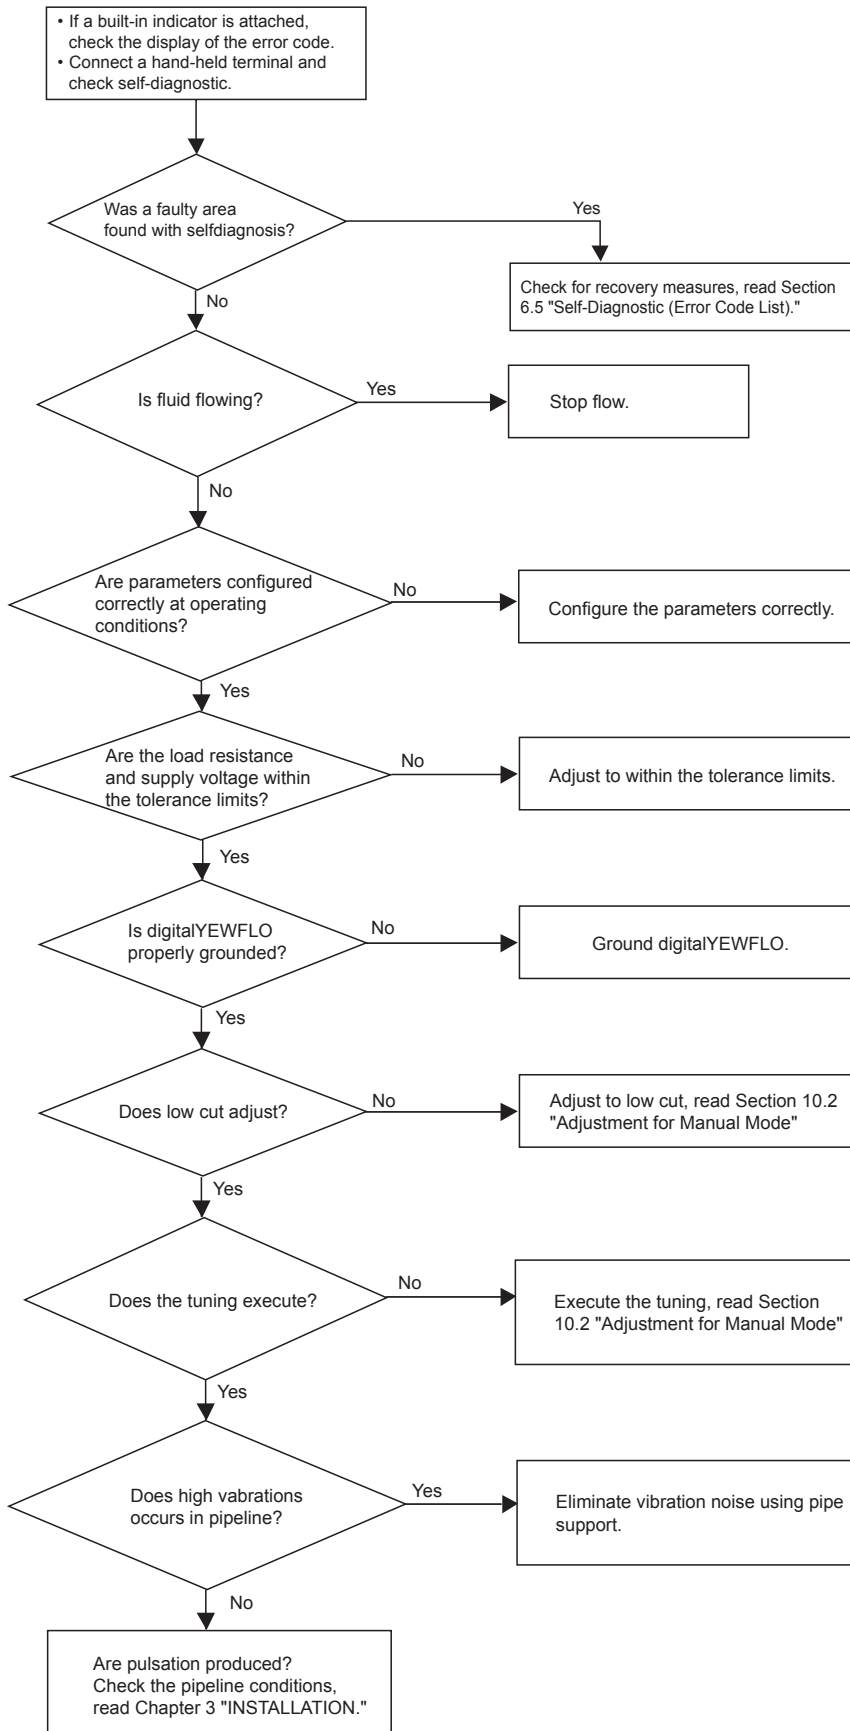 • If a built-in indicator is attached,
check the display of the error code.
• Connect a hand-held terminal and
check self-diagnostic.
Was a faulty area
found with selfdiagnosis?
Yes
Check for recovery measures, read Section
6.5 "Self-Diagnostic (Error Code List)."
No
Is fluid flowing?
Yes
Stop flow.
No
Are parameters configured
correctly at operating
conditions?
No
Configure the parameters correctly.
Yes
Are the load resistance
and supply voltage within
the tolerance limits?
No
Adjust to within the tolerance limits.
Yes
Is digitalYEWFLO
properly grounded?
No
Ground digitalYEWFLO.
Yes
Does low cut adjust?
No
Adjust to low cut, read Section 10.2
"Adjustment for Manual Mode"
Yes
Does the tuning execute?
No
Execute the tuning, read Section
10.2 "Adjustment for Manual Mode"
Yes
Does high vabrations
occurs in pipeline?
Yes
Eliminate vibration noise using pipe
support.
No
Are pulsation produced?
Check the pipeline conditions,
read Chapter 3 "INSTALLATION."